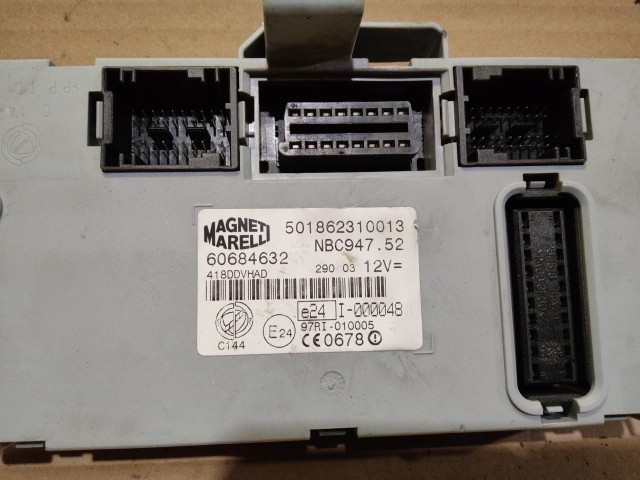 MAGNETI
MARELLI
501862310013
NBC947.52
60684632
418DDVHAD
290 03 12V=
e24 I-000048
E24 97RI-010005
C144
CE0678